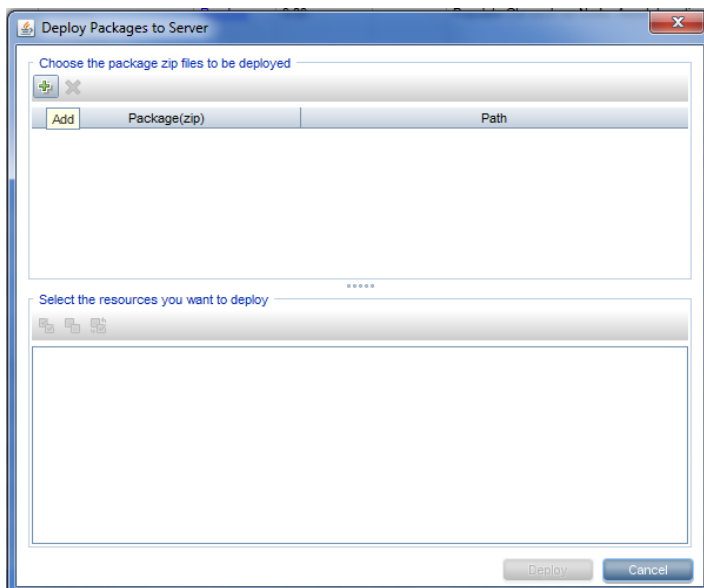 Deploy Packages to Server
Choose the package zip files to be deployed
Add
Package(zip)
Path
Select the resources you want to deploy
Deploy
Cancel